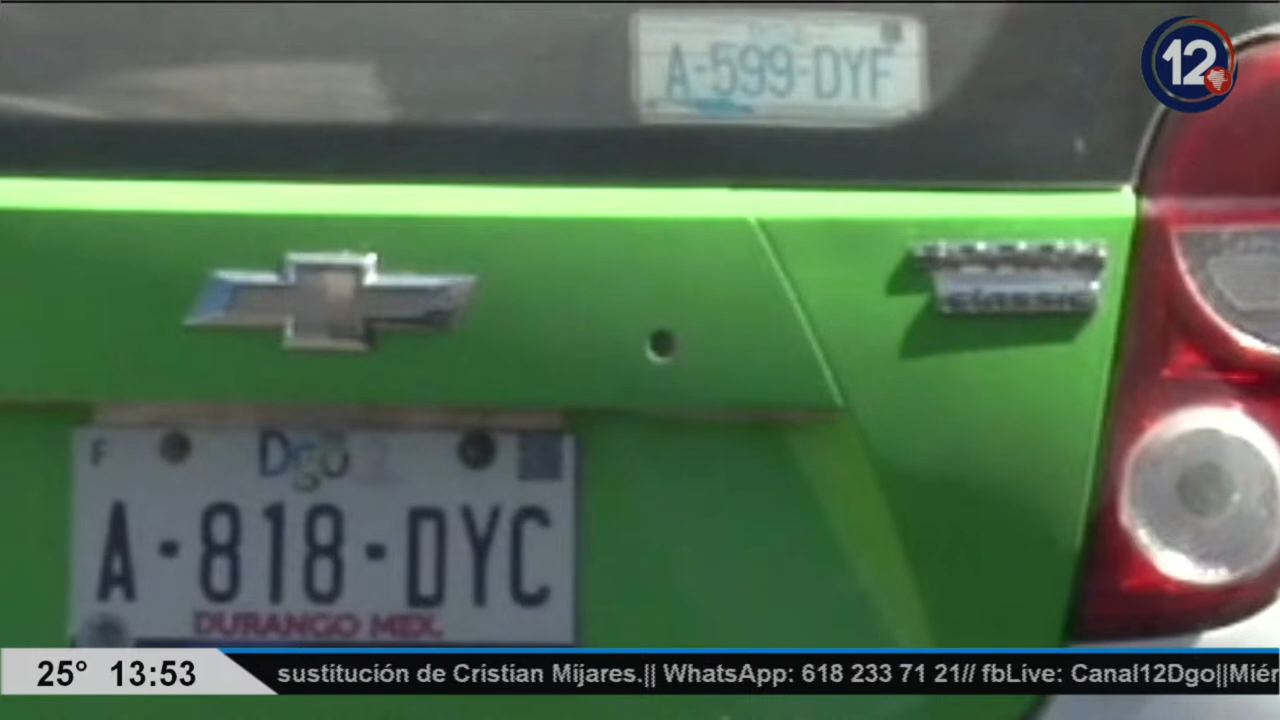 12
A-599-DYF
classic
F
Dgo
A-818-DYC
DURANGO MEX.
25° 13:53 sustitución de Cristian Mijares.|| WhatsApp: 618 233 71 21// fbLive: Canal12Dgo||Miér